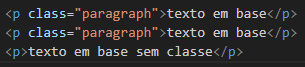 <p class="paragraph">texto em base</p>
<p class="paragraph">texto em base</p>
<p>texto em base sem classe</p>